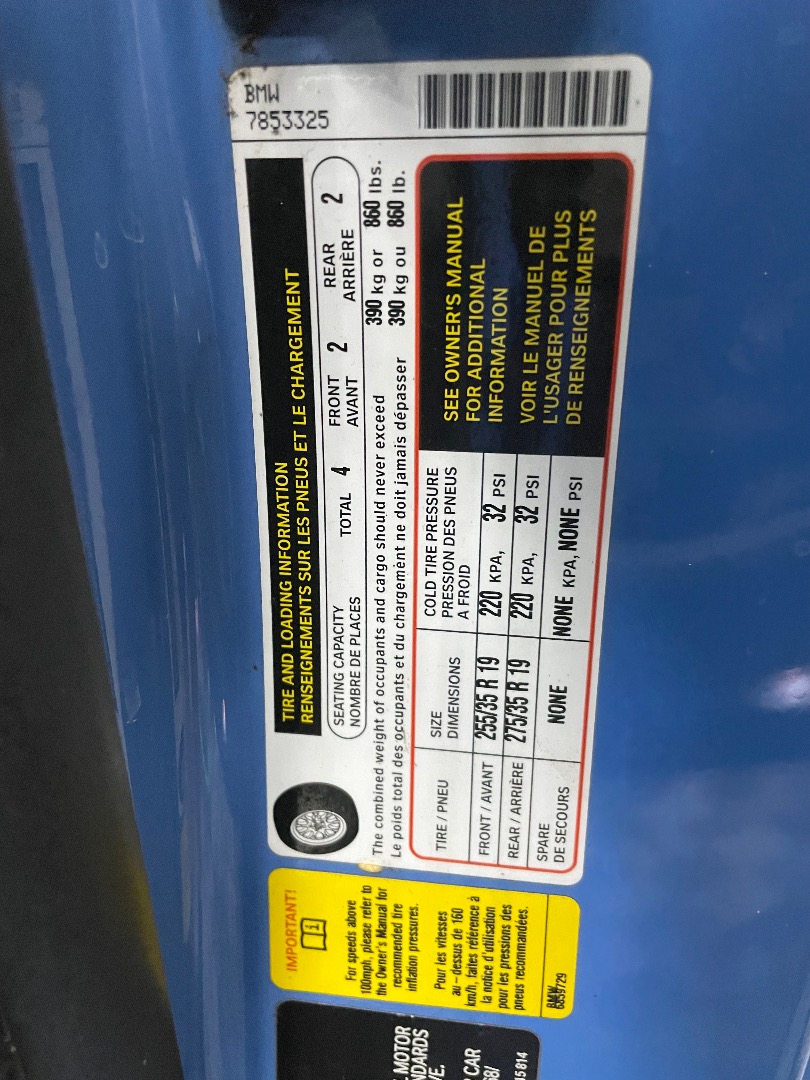 BMW
7853325
TIRE AND LOADING INFORMATION
RENSEIGNEMENTS SUR LES PNEUS ET LE CHARGEMENT
SEATING CAPACITY
NOMBRE DE PLACES
TOTAL 4
FRONT
AVANT 2
REAR
ARRIÈRE 2
The combined weight of occupants and cargo should never exceed 390 kg or 860 lbs.
Le poids total des occupants et du chargement ne doit jamais dépasser 390 kg ou 860 lb.
TIRE / PNEU
SIZE
DIMENSIONS
COLD TIRE PRESSURE
PRESSION DES PNEUS
A FROID
FRONT / AVANT 255/35 R 19 220 KPA, 32 PSI
REAR / ARRIÈRE 275/35 R 19 220 KPA, 32 PSI
SPARE
DE SECOURS NONE NONE KPA, NONE PSI
SEE OWNER'S MANUAL
FOR ADDITIONAL
INFORMATION
VOIR LE MANUEL DE
L'USAGER POUR PLUS
DE RENSEIGNEMENTS
IMPORTANT!
i
For speeds above
100mph, please refer to
the Owner's Manual for
recommended tire
inflation pressures.
Pour les vitesses
au-dessus de 160
km/h, faites référence à
la notice d'utilisation
pour les pressions des
pneus recommandées.
BMW
6859729
MOTOR
NDARDS
VE.
CAR
68/
15814